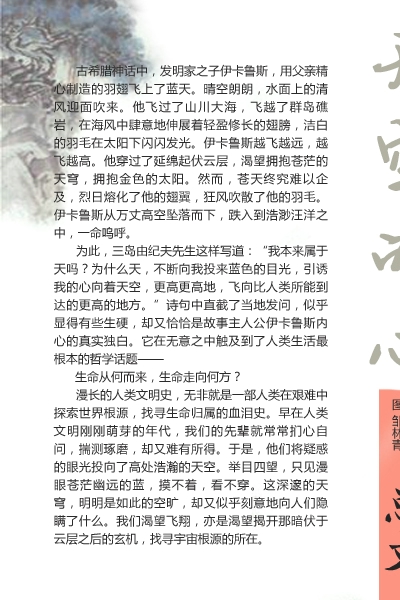 古希腊神话中，发明家之子伊卡鲁斯，用父亲精
心制造的羽翅飞上了蓝天。晴空朗朗，水面上的清
风迎面吹来。他飞过了山川大海，飞越了群岛礁
岩，在海风中肆意地伸展着轻盈修长的翅膀，洁白
的羽毛在太阳下闪闪发光。伊卡鲁斯越飞越远，越
飞越高。他穿过了延绵起伏云层，渴望拥抱苍茫的
天穹，拥抱金色的太阳。然而，苍天终究难以企
及，烈日熔化了他的翅翼，狂风吹散了他的羽毛。
伊卡鲁斯从万丈高空坠落而下，跌入到浩渺汪洋之
中，一命呜呼。
为此，三岛由纪夫先生这样写道：“我本来属于
天吗？为什么天，不断向我投来蓝色的目光，引诱
我的心向着天空，更高更高地，飞向比人类所能到
达的更高的地方。”诗句中直截了当地发问，似乎
显得有些生硬，却又恰恰是故事主人公伊卡鲁斯内
心的真实独白。它在无意之中触及到了人类生活最
根本的哲学话题——
生命从何而来，生命走向何方？
漫长的人类文明史，无非就是一部人类在艰难中
探索世界根源，找寻生命归属的血泪史。早在人类
文明刚刚萌芽的年代，我们的先辈就常常扪心自
问，揣测琢磨，却又难有所得。于是，他们将疑惑
的眼光投向了高处浩瀚的天空。举目四望，只见漫
眼苍茫幽远的蓝，摸不着，看不穿。这深邃的天
穹，明明是如此的空旷，却又似乎刻意地向人们隐
瞒了什么。我们渴望飞翔，亦是渴望揭开那暗伏于
云层之后的玄机，找寻宇宙根源的所在。
图
邹林青